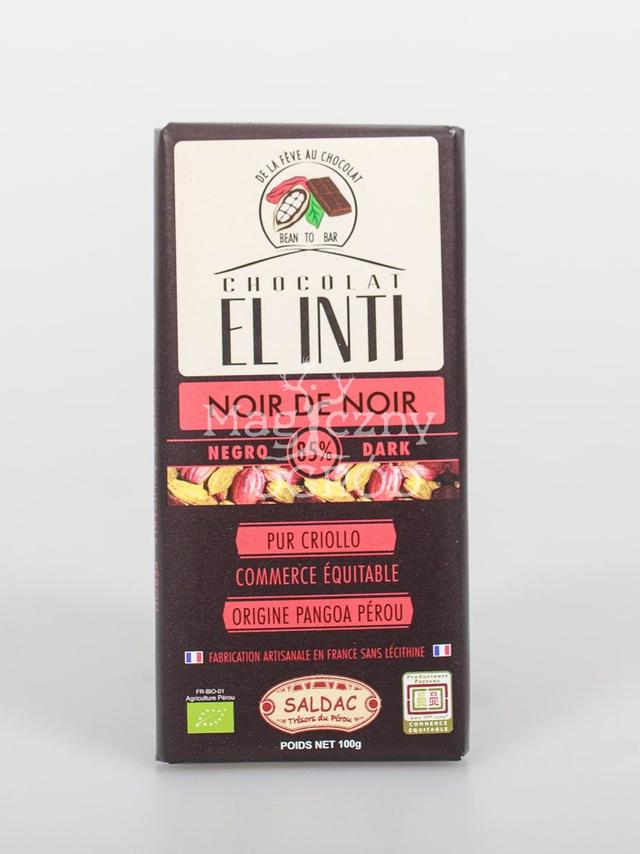 DE LA FÈVE AU CHOCOLAT
BEAN TO BAR
CHOCOLAT
EL INTI
NOIR DE NOIR
Magiczny
NEGRO 85% DARK
OGRÓD
PUR CRIOLLO
COMMERCE ÉQUITABLE
ORIGINE PANGOA PÉROU
FABRICATION ARTISANALE EN FRANCE SANS LÉCITHINE
FR-BIO-01
Agriculture Pérou
SALDAC
Trésors du Pérou
POIDS NET 100g
Producteurs
Paysans
COMMERCE
ÉQUITABLE